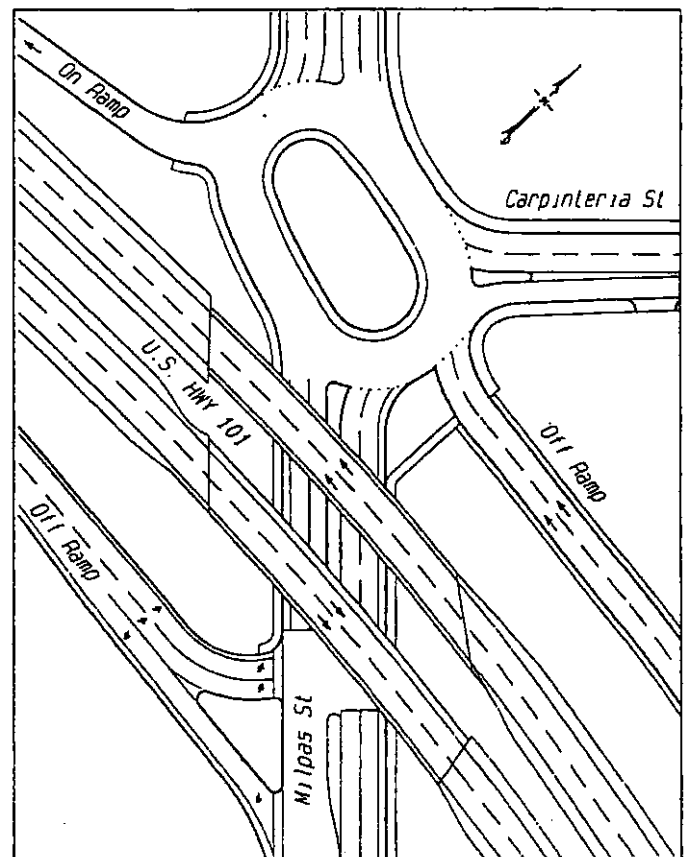 On Ramp
Carpinteria St
U.S. HWY 101
Off Ramp
Off Ramp
Milpas St